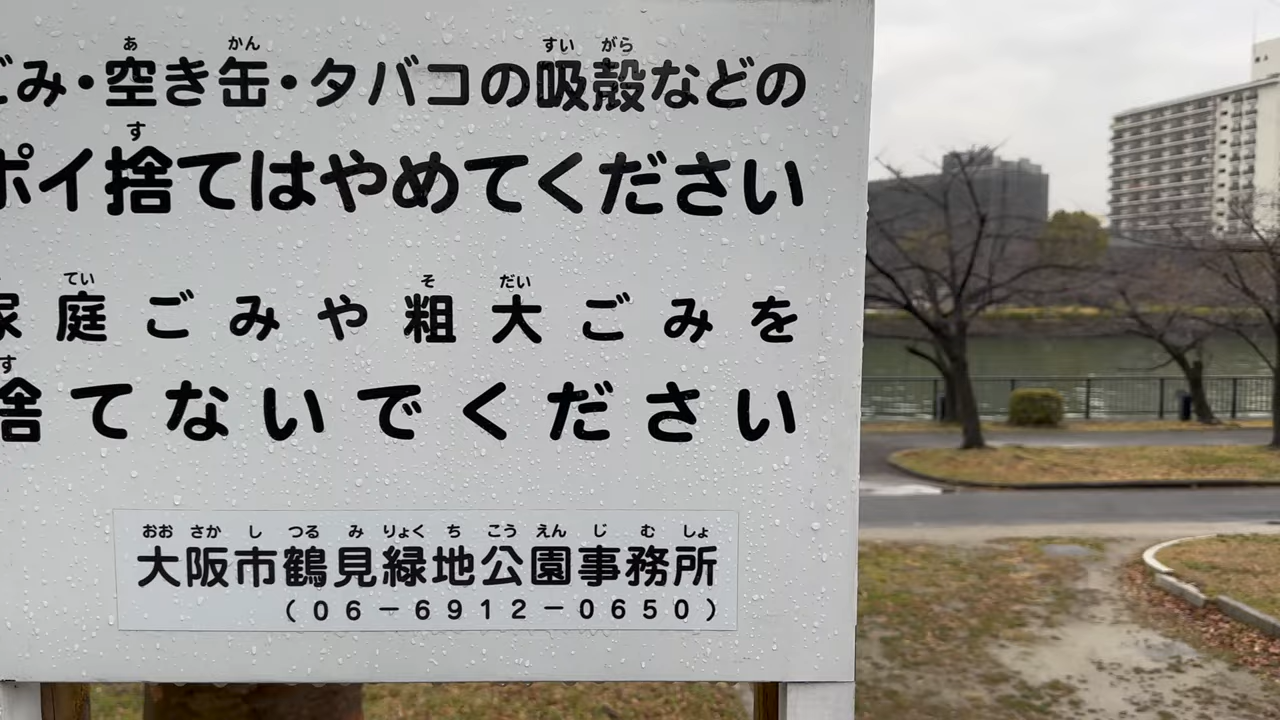 ごみ・空き缶・タバコの吸殻などの
ポイ捨てはやめてください
家庭ごみや粗大ごみを
捨てないでください
大阪市鶴見緑地公園事務所
(06-6912-0650)